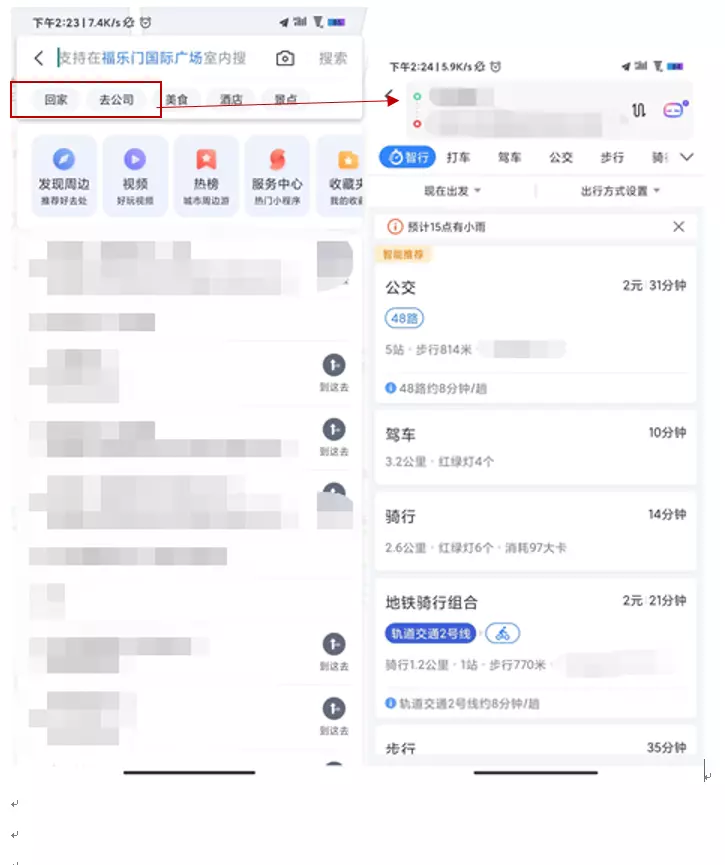 下午2:23 | 7.4K/s
支持在福乐门国际广场室内搜
搜索
回家
去公司
美食
酒店
景点
发现周边
推荐好去处
视频
好玩视频
热榜
城市周边游
服务中心
热门小程序
收藏夹
我的收藏
到这去
到这去
到这去
到这去
下午2:24 | 5.9K/s
智行
打车
驾车
公交
步行
骑行
现在出发
出行方式设置
预计15点有小雨
智能推荐
公交
2元 31分钟
48路
5站 · 步行814米 ·
48路约8分钟/趟
驾车
10分钟
3.2公里 · 红绿灯4个
骑行
14分钟
2.6公里 · 红绿灯6个 · 消耗97大卡
地铁骑行组合
2元 21分钟
轨道交通2号线
骑行1.2公里 · 1站 · 步行770米 ·
轨道交通2号线约8分钟/趟
步行
35分钟